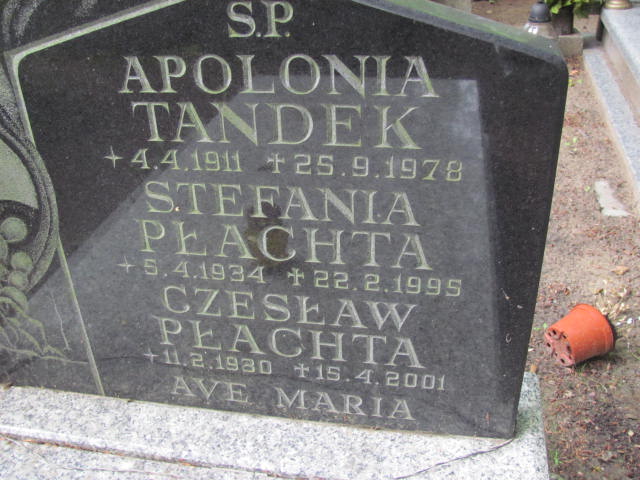 Ś.P.
APOLONIA
TANDEK
✶ 4.4.1911 ✝ 25.9.1978
STEFANIA
PŁACHTA
✶ 5.4.1934 ✝ 22.2.1995
CZESŁAW
PŁACHTA
✶ 11.2.1930 ✝ 15.4.2001
AVE MARIA